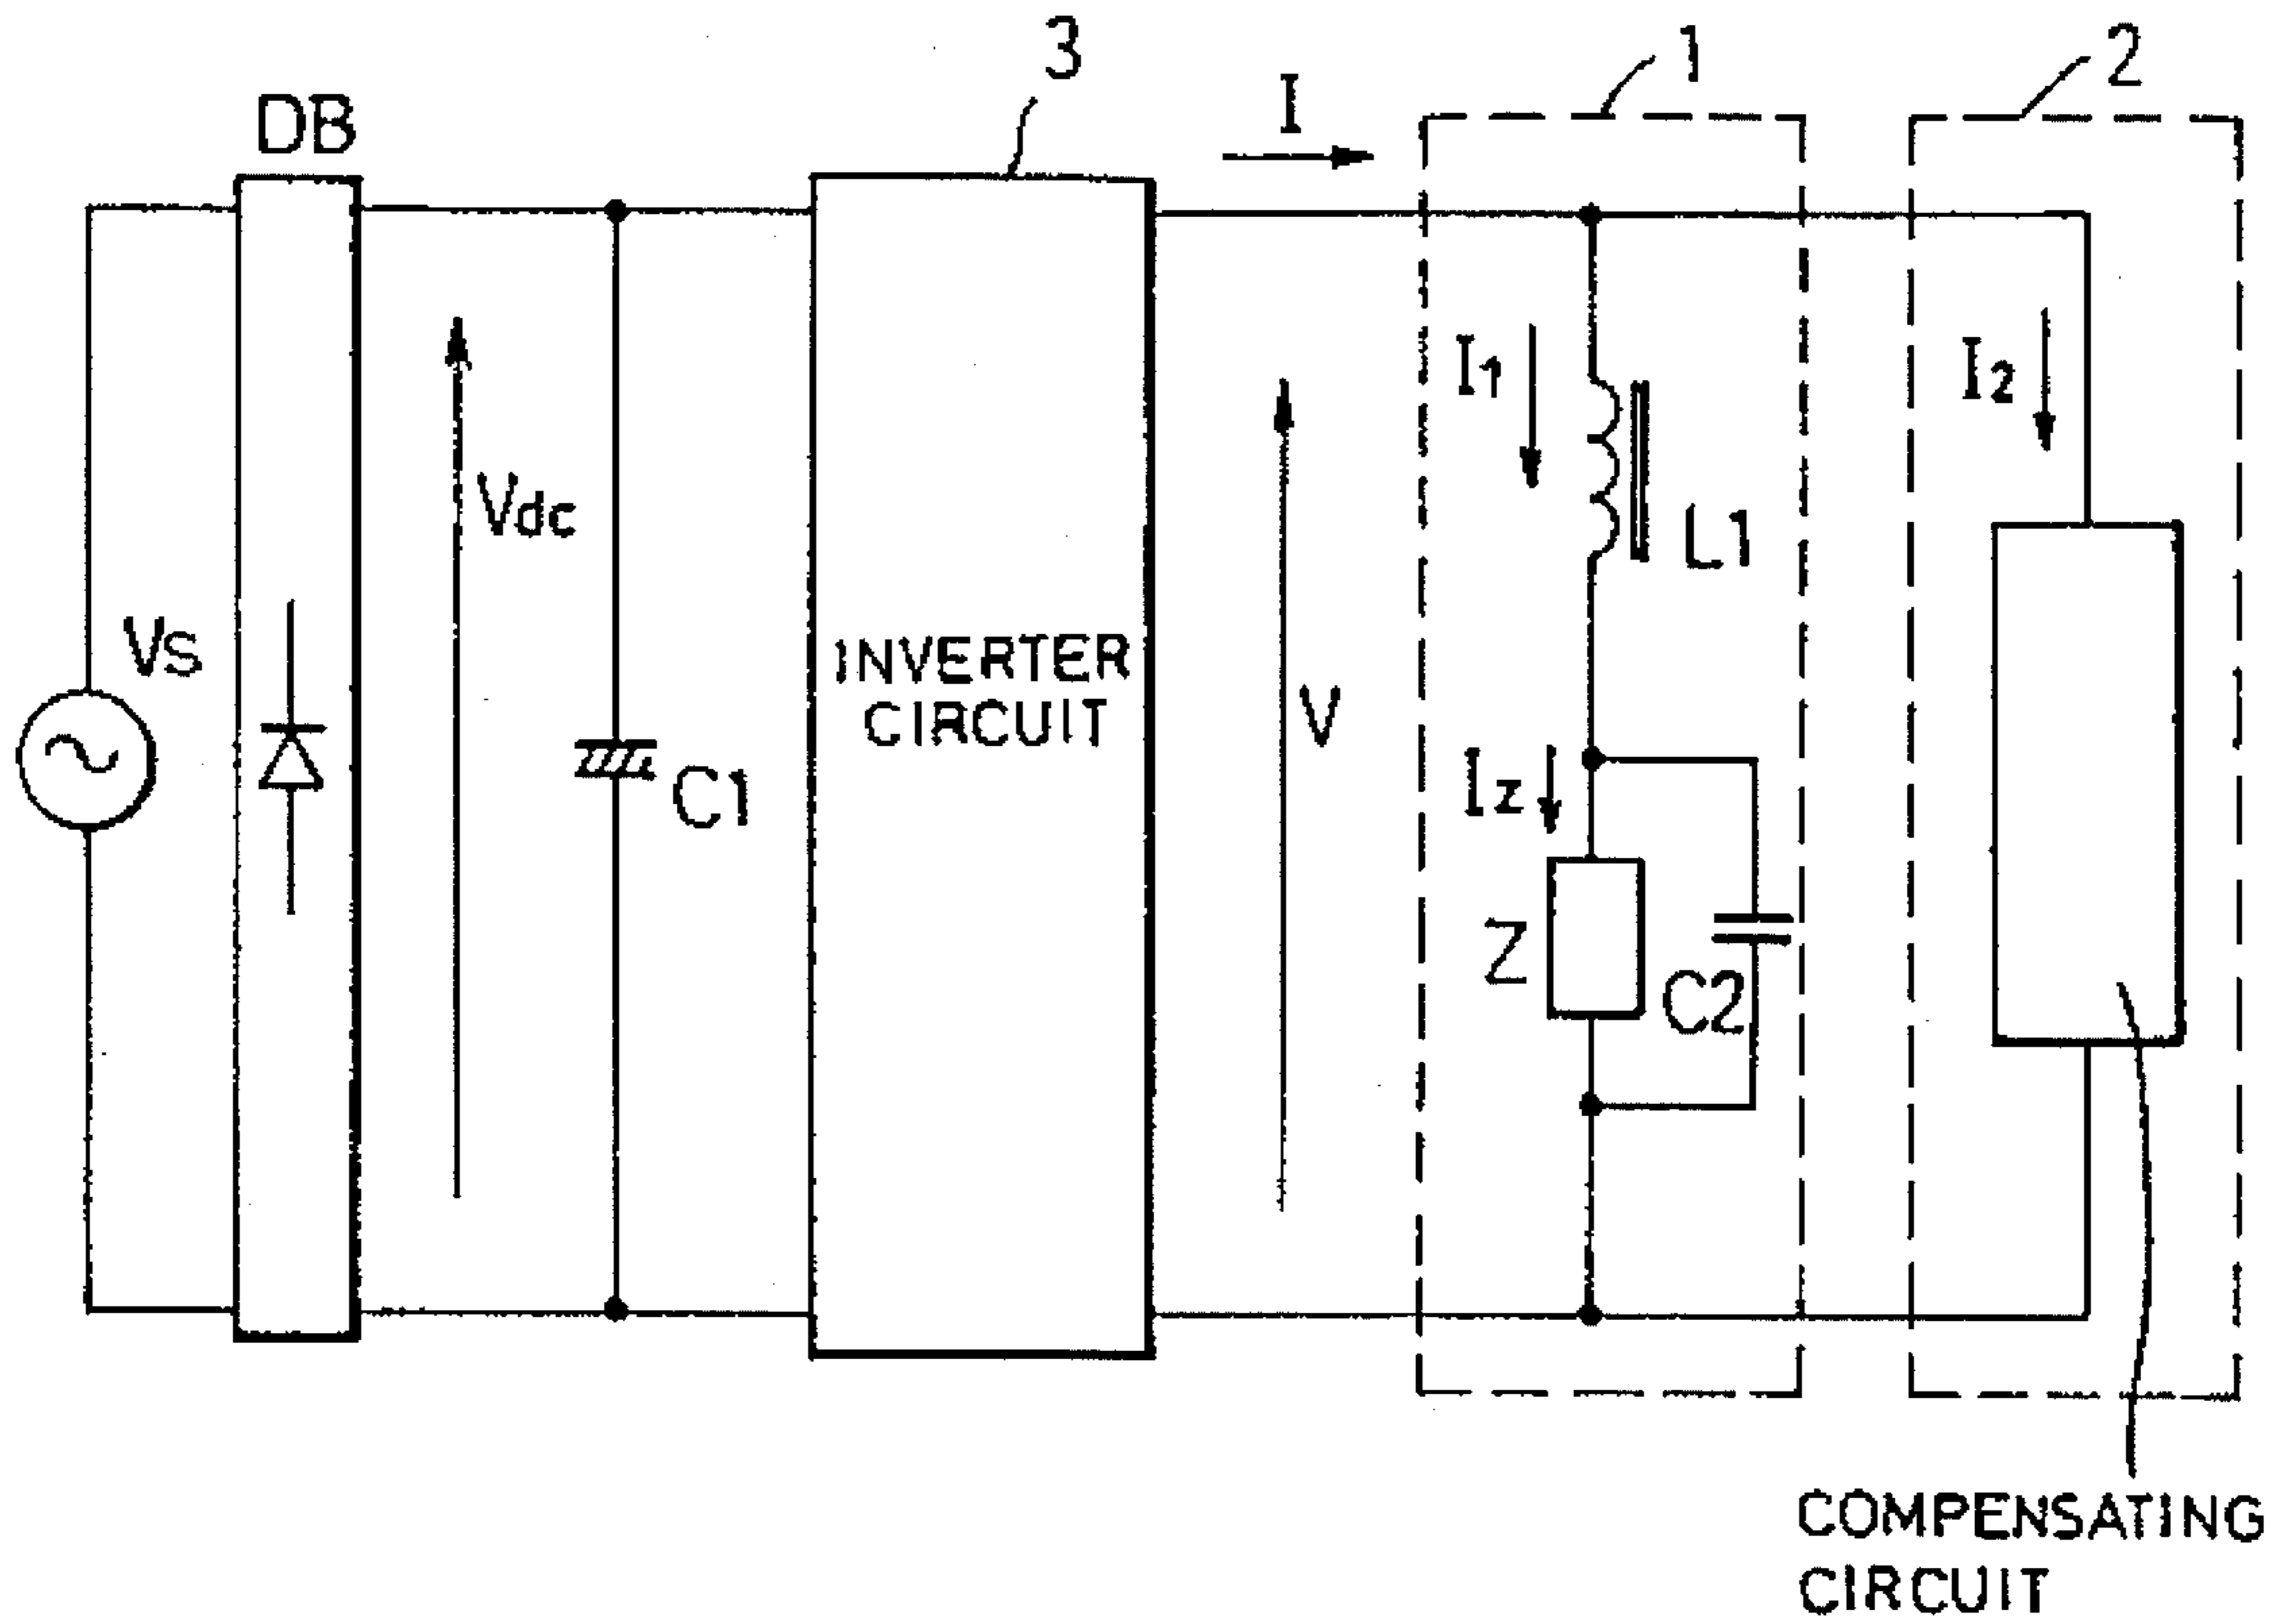 3
1
2
DB
I
Vdc
I1
I2
L1
Vs
INVERTER
CIRCUIT
V
C1
Iz
Z
C2
COMPENSATING
CIRCUIT